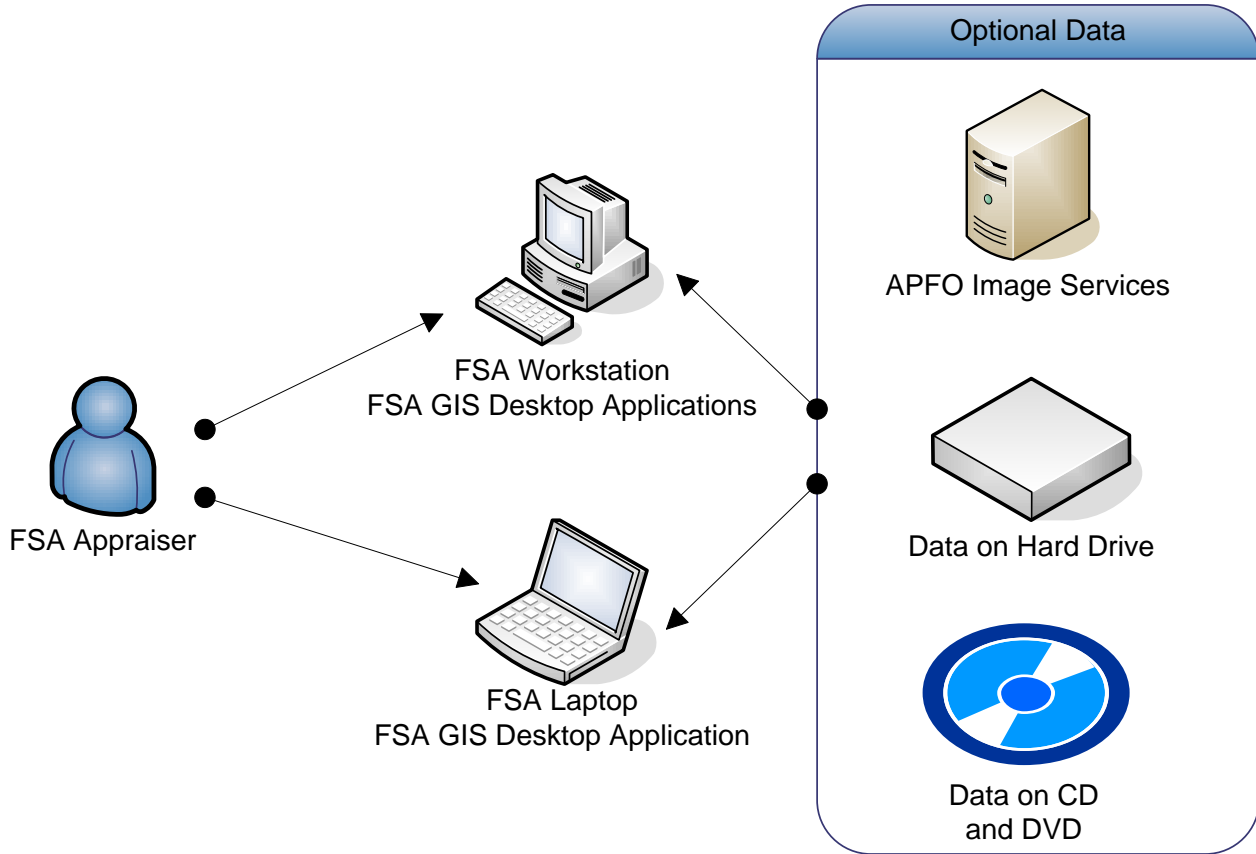 Optional Data
APFO Image Services
FSA Workstation
FSA GIS Desktop Applications
FSA Appraiser
Data on Hard Drive
FSA Laptop
FSA GIS Desktop Application
Data on CD
and DVD